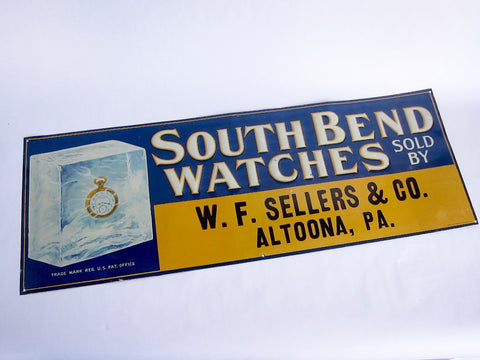 SOUTH BEND
WATCHES
SOLD
BY
W. F. SELLERS & CO.
ALTOONA, PA.
TRADE MARK REG. U.S. PAT. OFFICE